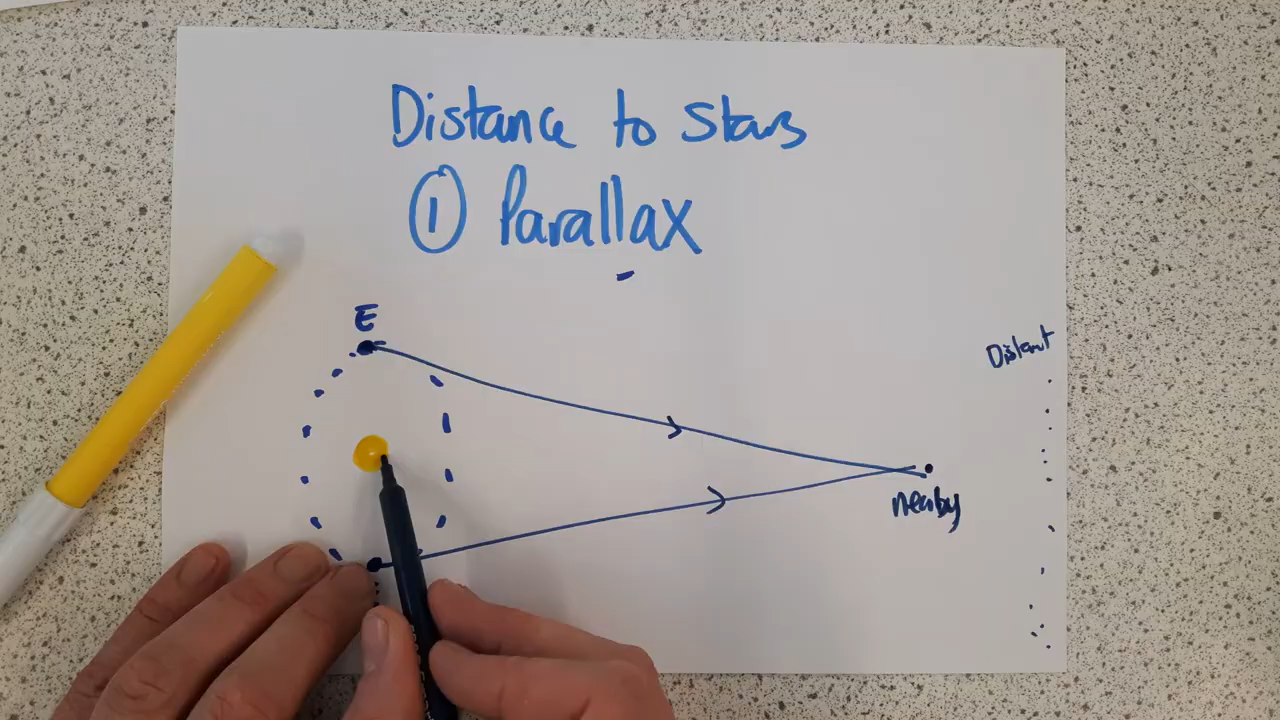 Distance to Stars
① Parallax
E
Distant
nearby